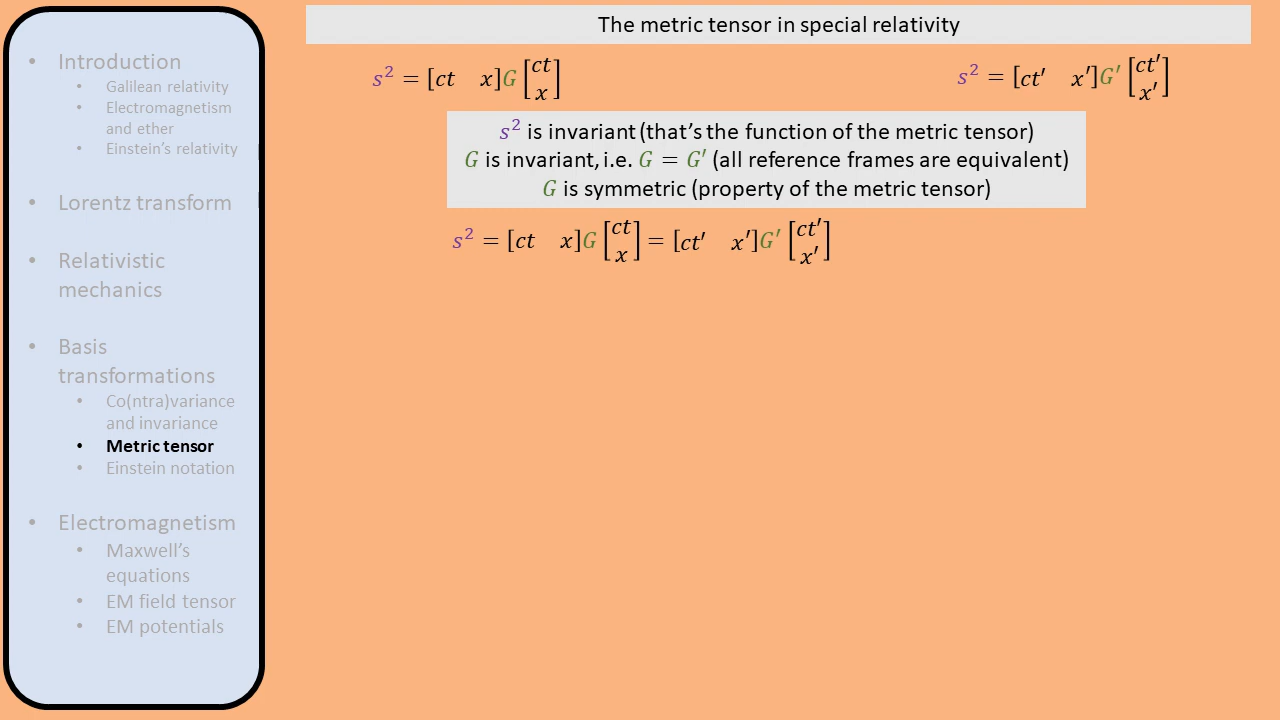 The metric tensor in special relativity
• Introduction
• Galilean relativity
• Electromagnetism
and ether
• Einstein's relativity
• Lorentz transform
• Relativistic
mechanics
• Basis
transformations
• Co(ntra)variance
and invariance
• Metric tensor
• Einstein notation
• Electromagnetism
• Maxwell's
equations
• EM field tensor
• EM potentials
s² = [ct x]G[ct x]
s² = [ct′ x′]G′[ct′ x′]
s² is invariant (that's the function of the metric tensor)
G is invariant, i.e. G = G′ (all reference frames are equivalent)
G is symmetric (property of the metric tensor)
s² = [ct x]G[ct x] = [ct′ x′]G′[ct′ x′]